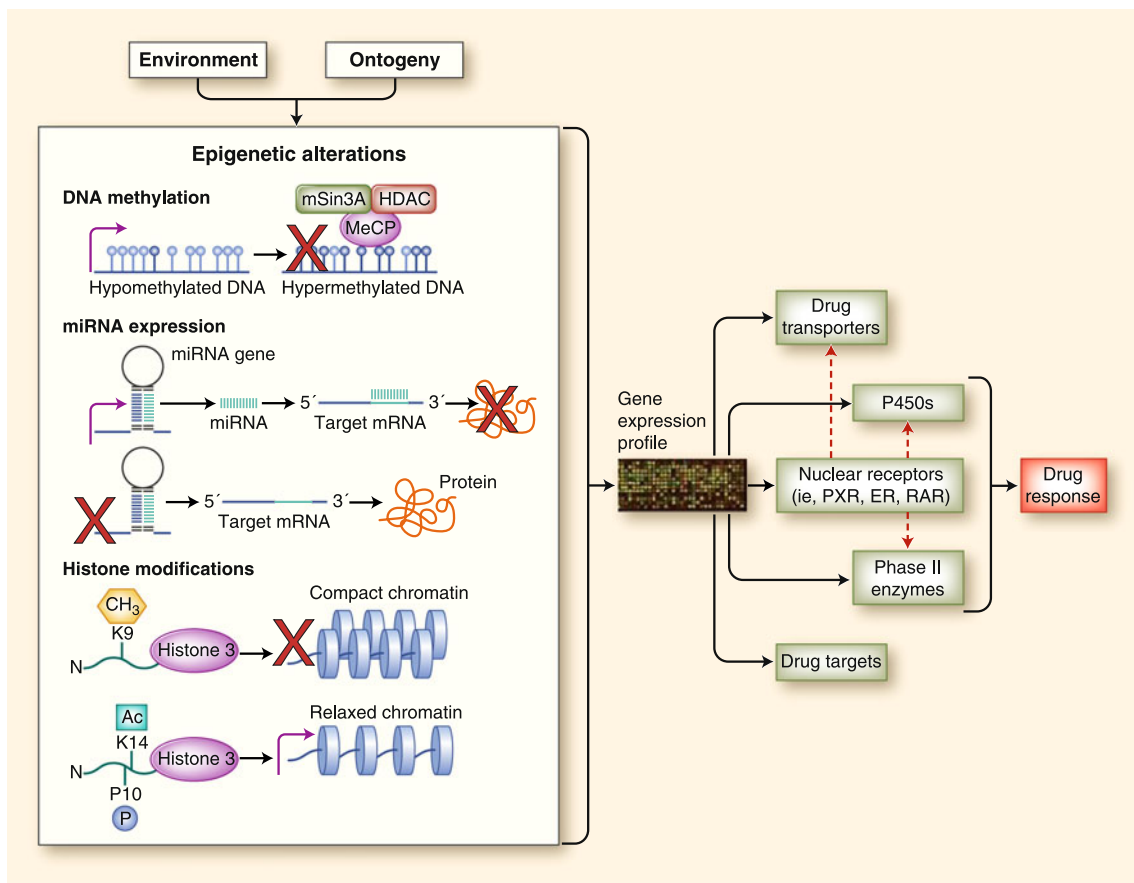 Environment
Ontogeny
Epigenetic alterations
DNA methylation
mSin3A
HDAC
MeCP
Hypomethylated DNA
Hypermethylated DNA
miRNA expression
miRNA gene
miRNA
5´
3´
Target mRNA
5´
3´
Target mRNA
Protein
Histone modifications
CH3
K9
N
Histone 3
Compact chromatin
Ac
K14
N
P10
P
Histone 3
Relaxed chromatin
Gene
expression
profile
Drug
transporters
P450s
Nuclear receptors
(ie, PXR, ER, RAR)
Phase II
enzymes
Drug targets
Drug
response